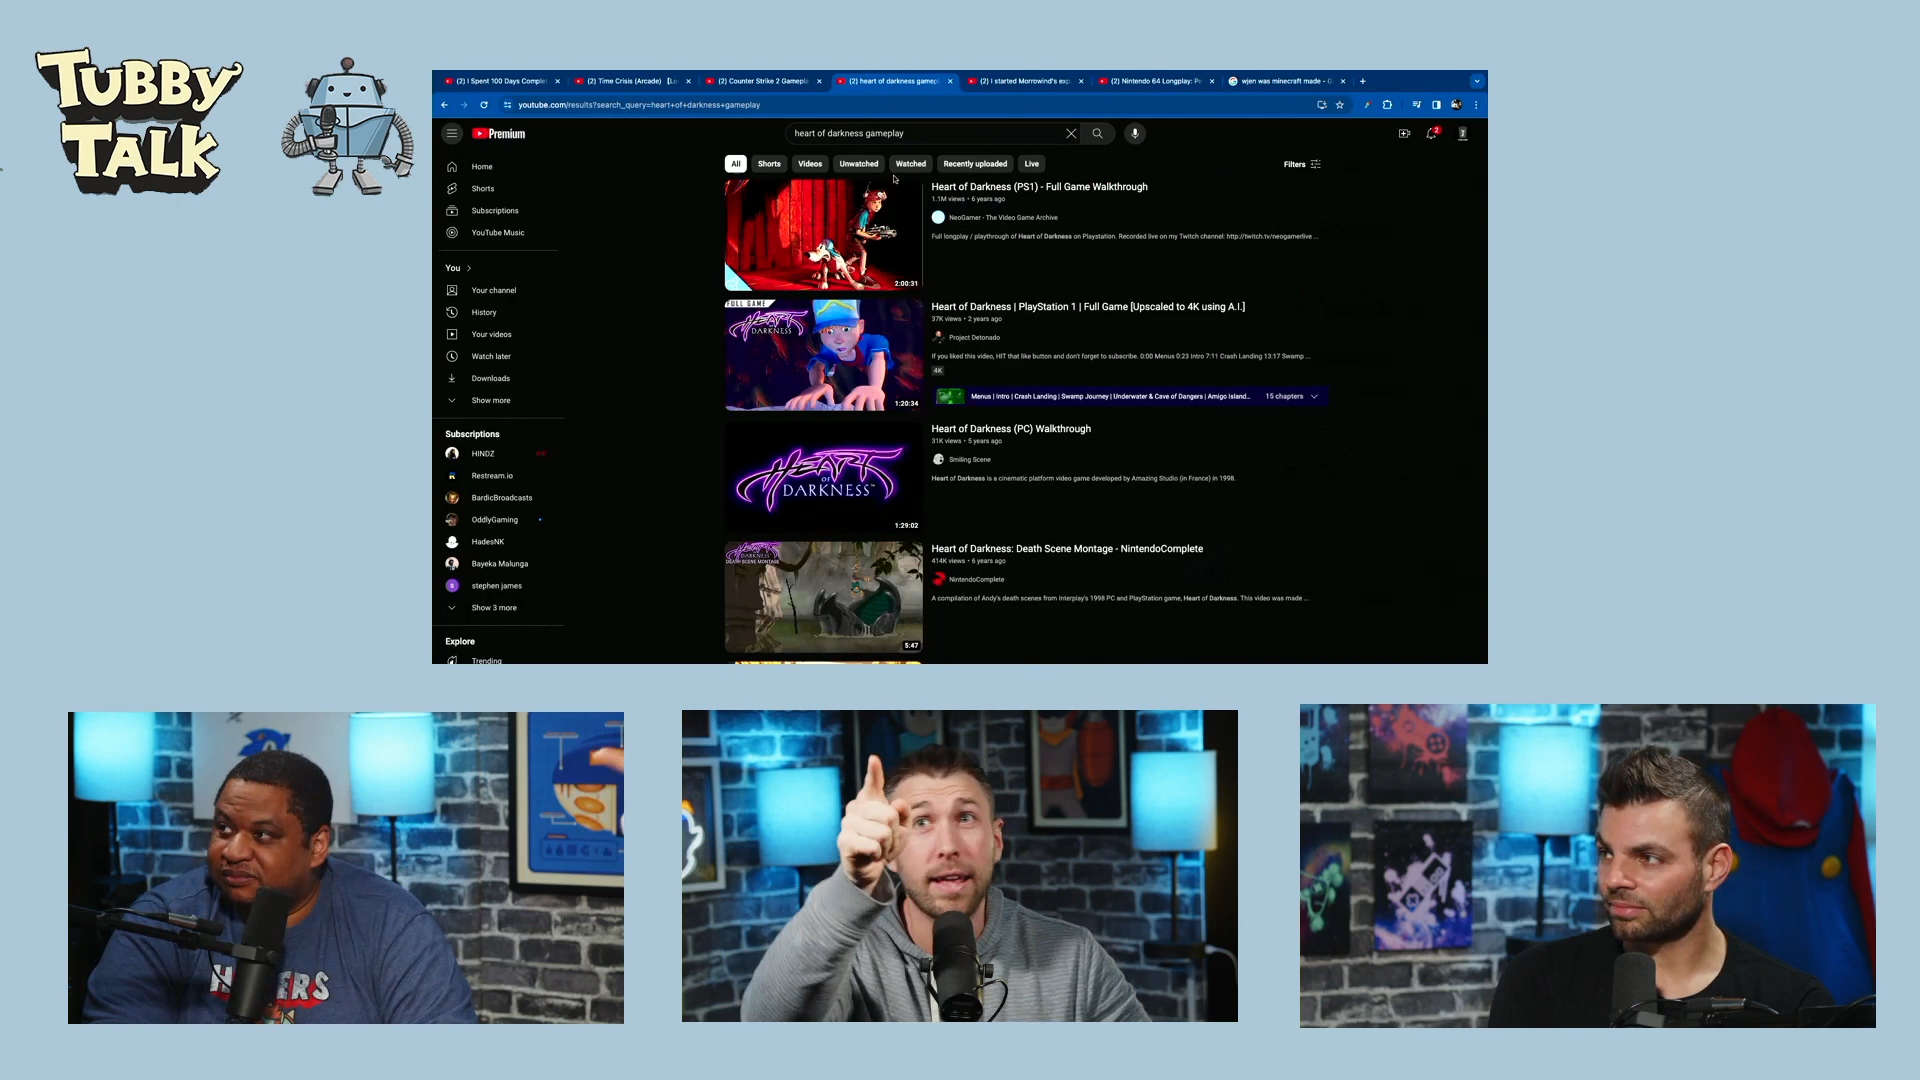 TUBBY
TALK
(2) I Spent 100 Days Comple
(2) Time Crisis (Arcade)
(2) Counter Strike 2 Gamepla
(2) heart of darkness gamep
(2) I started Morrowind's exp
(2) Nintendo 64 Longplay: P
wjen was minecraft made - G
youtube.com/results?search_query=heart+of+darkness+gameplay
Premium
heart of darkness gameplay
2
Home
Shorts
Subscriptions
YouTube Music
You
Your channel
History
Your videos
Watch later
Downloads
Show more
Subscriptions
HINDZ
Restream.io
BardicBroadcasts
OddlyGaming
HadesNK
Bayeka Malunga
stephen james
Show 3 more
Explore
Trending
All
Shorts
Videos
Unwatched
Watched
Recently uploaded
Live
Filters
2:00:31
Heart of Darkness (PS1) - Full Game Walkthrough
1.1M views • 6 years ago
NeoGamer - The Video Game Archive
Full longplay / playthrough of Heart of Darkness on Playstation. Recorded live on my Twitch channel: http://twitch.tv/neogamerlive ...
FULL GAME
HEART
OF
DARKNESS
1:20:34
Heart of Darkness | PlayStation 1 | Full Game [Upscaled to 4K using A.I.]
37K views • 2 years ago
Project Detonado
If you liked this video, HIT that like button and don't forget to subscribe. 0:00 Menus 0:23 Intro 7:11 Crash Landing 13:17 Swamp ...
4K
Menus | Intro | Crash Landing | Swamp Journey | Underwater & Cave of Dangers | Amigo Island...
15 chapters
HEART
OF
DARKNESS™
1:29:02
Heart of Darkness (PC) Walkthrough
31K views • 5 years ago
Smiling Scene
Heart of Darkness is a cinematic platform video game developed by Amazing Studio (in France) in 1998.
HEART
DARKNESS
DEATH SCENE MONTAGE
5:47
Heart of Darkness: Death Scene Montage - NintendoComplete
414K views • 6 years ago
NintendoComplete
A compilation of Andy's death scenes from Interplay's 1998 PC and PlayStation game, Heart of Darkness. This video was made ...